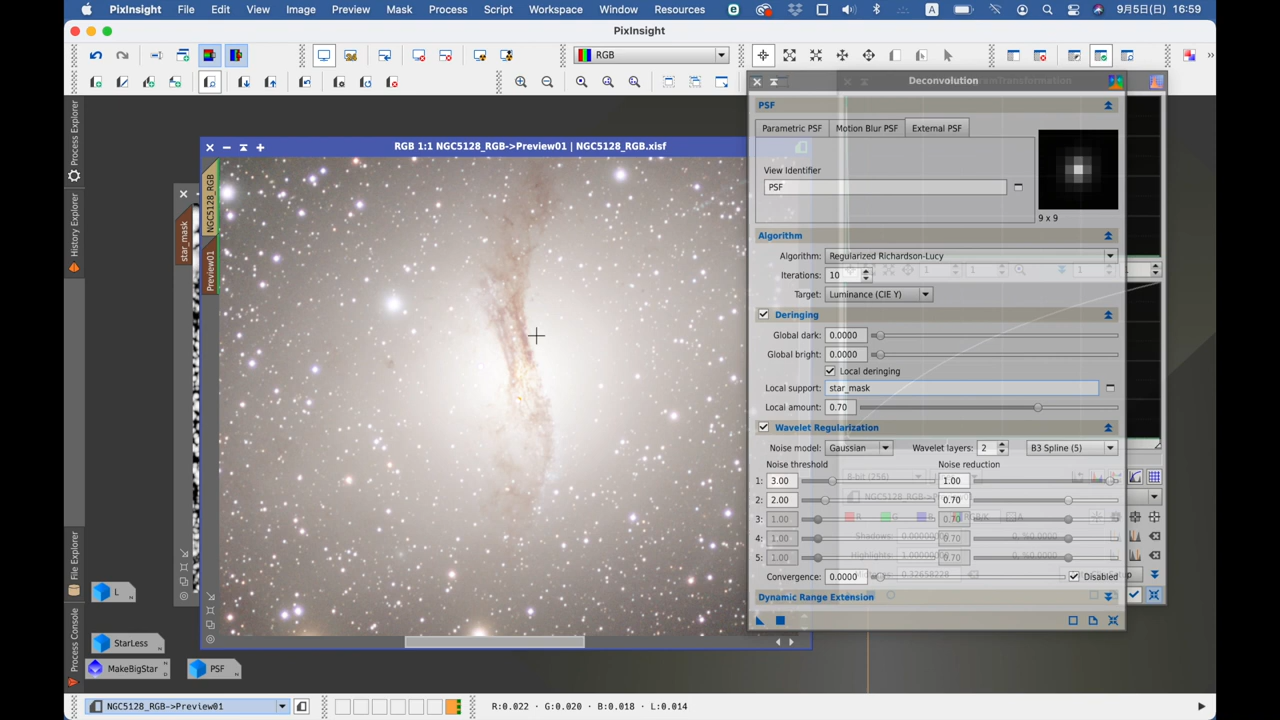 PixInsight File Edit View Image Preview Mask Process Script Workspace Window Resources A 9月5日(日) 16:59
PixInsight
RGB
Process Explorer
History Explorer
File Explorer
Process Console
star_mask
RGB 1:1 NGC5128_RGB->Preview01 | NGC5128_RGB.xisf
NGC5128_RGB
Preview01
L
StarLess
MakeBigStar
PSF
Deconvolution
PSF
Parametric PSF Motion Blur PSF External PSF
View Identifier
PSF
9 x 9
Algorithm
Algorithm: Regularized Richardson-Lucy
Iterations: 10
Target: Luminance (CIE Y)
Deringing
Global dark: 0.0000
Global bright: 0.0000
Local deringing
Local support: star_mask
Local amount: 0.70
Wavelet Regularization
Noise model: Gaussian Wavelet layers: 2 B3 Spline (5)
Noise threshold Noise reduction
1: 3.00 1.00
2: 2.00 0.70
3: 1.00 0.70
4: 1.00 0.70
5: 1.00 0.70
Convergence: 0.0000 Disabled
Dynamic Range Extension
NGC5128_RGB->Preview01
R:0.022 · G:0.020 · B:0.018 · L:0.014